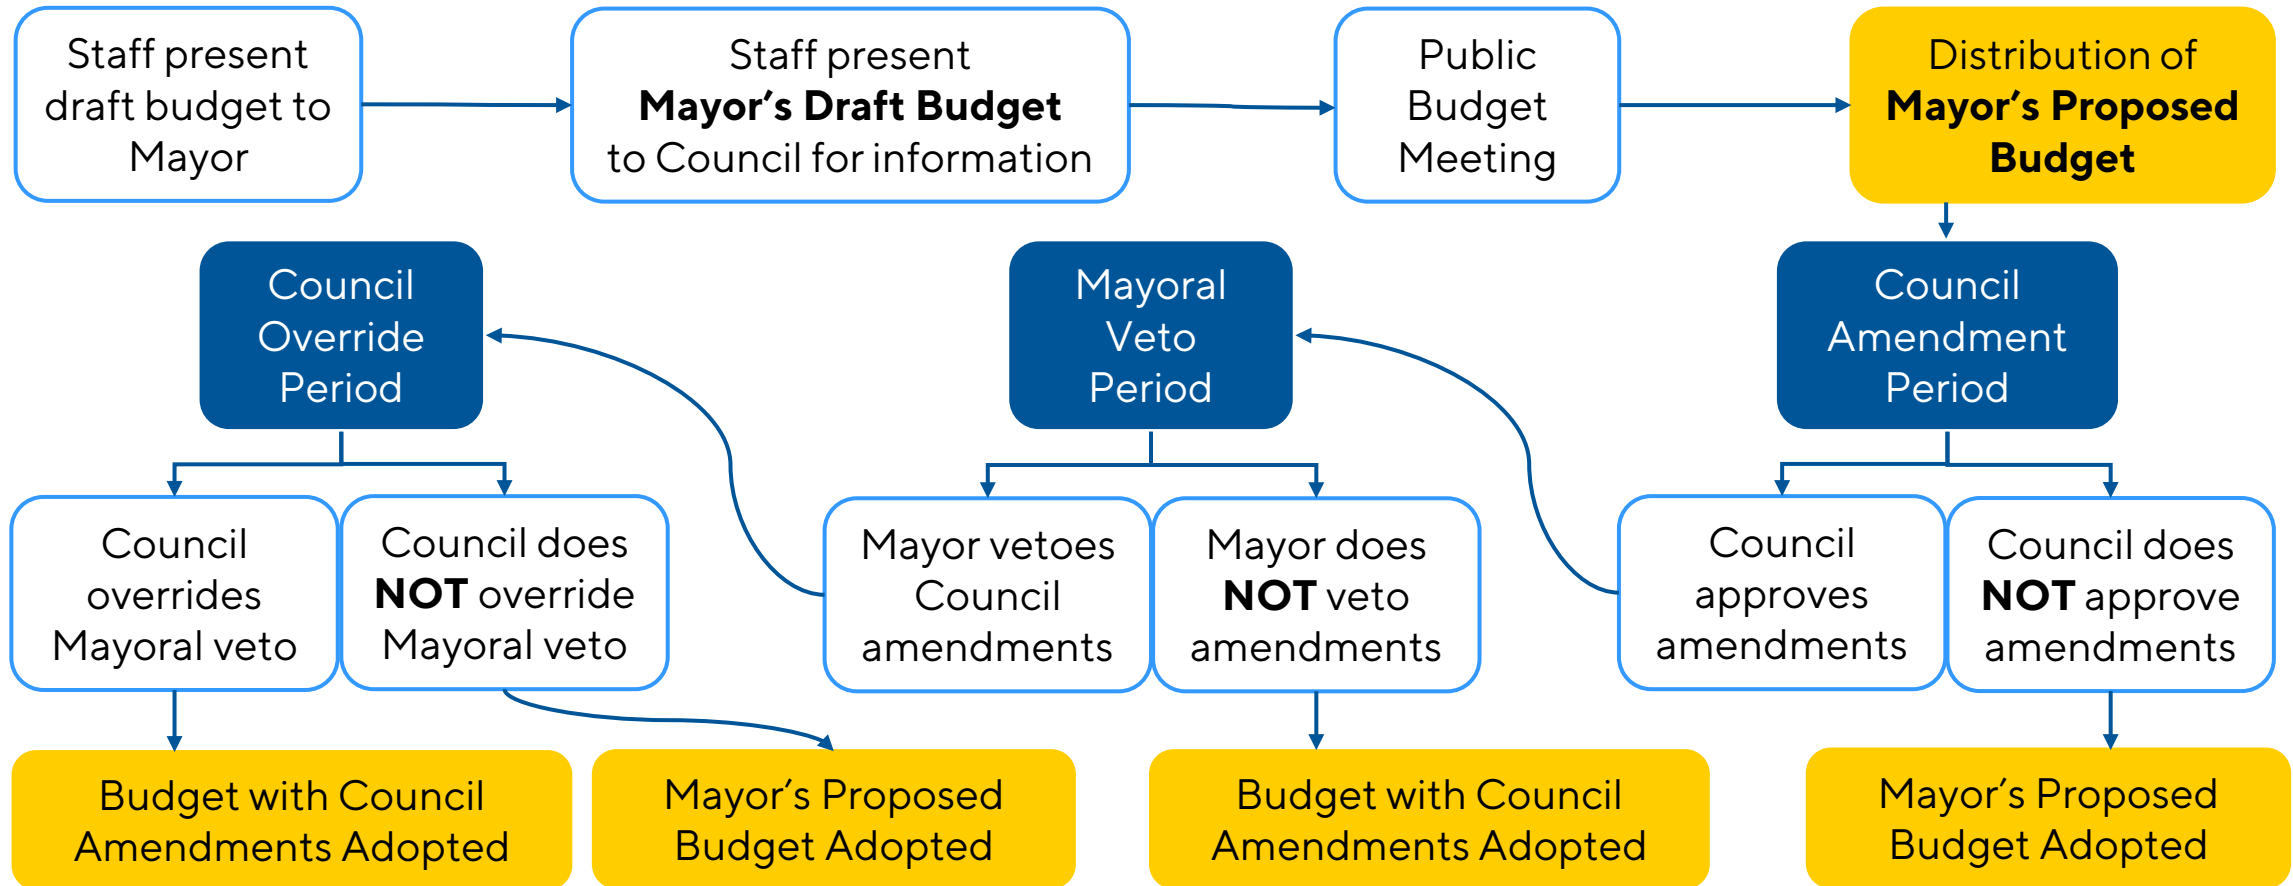 Staff present
draft budget to
Mayor
Staff present
Mayor’s Draft Budget
to Council for information
Public
Budget
Meeting
Distribution of
Mayor’s Proposed
Budget
Council
Override
Period
Mayoral
Veto
Period
Council
Amendment
Period
Council
overrides
Mayoral veto
Council does
NOT override
Mayoral veto
Mayor vetoes
Council
amendments
Mayor does
NOT veto
amendments
Council
approves
amendments
Council does
NOT approve
amendments
Budget with Council
Amendments Adopted
Mayor’s Proposed
Budget Adopted
Budget with Council
Amendments Adopted
Mayor’s Proposed
Budget Adopted